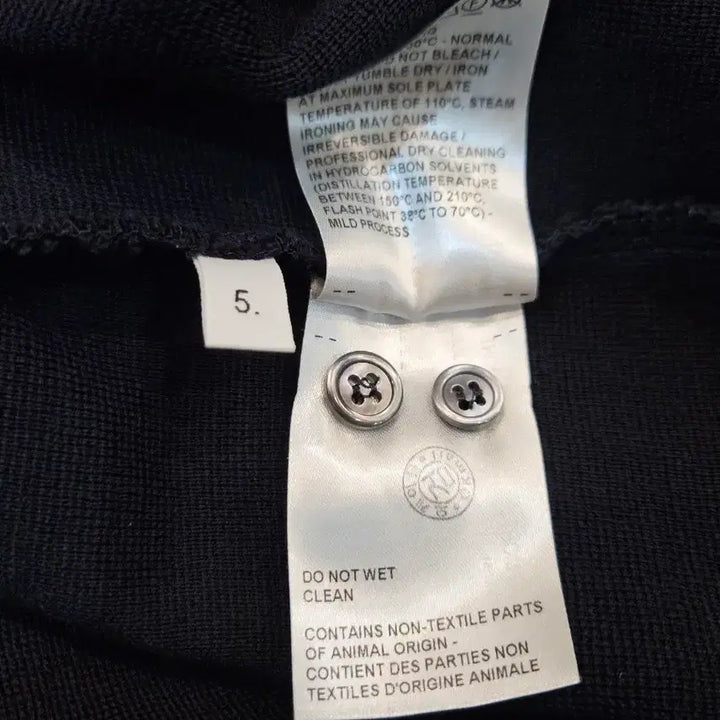 - NORMAL
NOT BLEACH /
TUMBLE DRY / IRON
AT MAXIMUM SOLE PLATE
TEMPERATURE OF 110°C, STEAM
IRONING MAY CAUSE
IRREVERSIBLE DAMAGE /
PROFESSIONAL DRY CLEANING
IN HYDROCARBON SOLVENTS
(DISTILLATION TEMPERATURE
BETWEEN 150°C AND 210°C,
FLASH POINT 38°C TO 70°C) -
MILD PROCESS
5.
DO NOT WET
CLEAN
CONTAINS NON-TEXTILE PARTS
OF ANIMAL ORIGIN -
CONTIENT DES PARTIES NON
TEXTILES D'ORIGINE ANIMALE